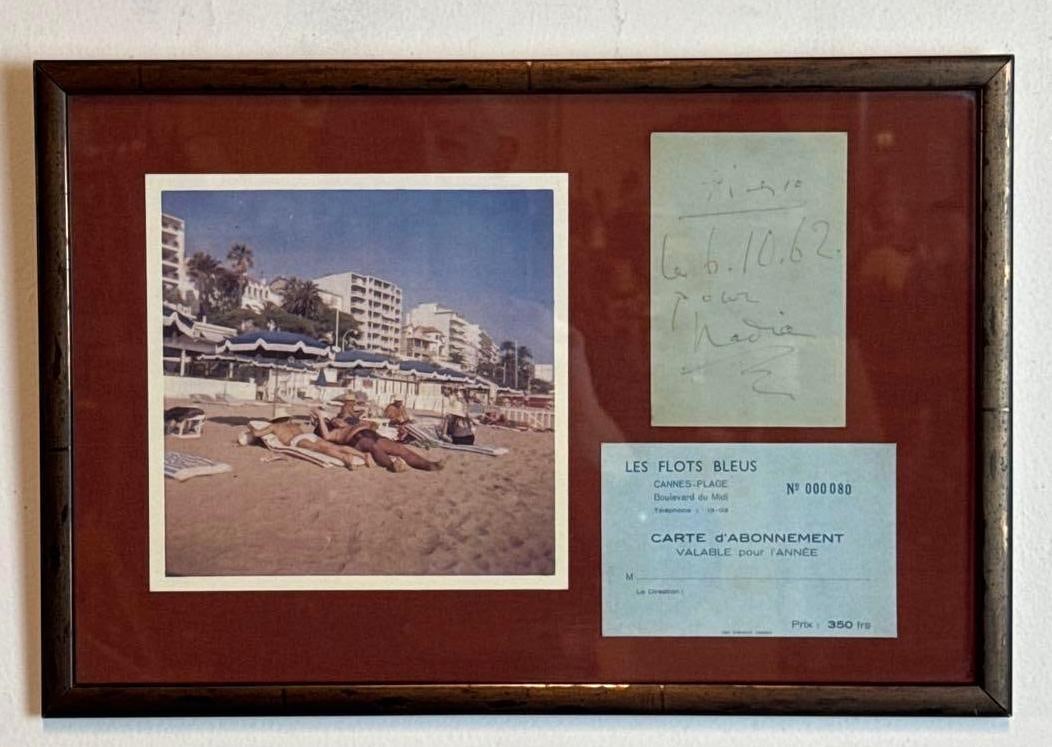 Picasso
le 6.10.62.
pour
Nadia
LES FLOTS BLEUS
CANNES-PLAGE
Boulevard du Midi
Téléphone :
Nº 000080
CARTE d'ABONNEMENT
VALABLE pour l'ANNÉE
M
La Direction :
Prix : 350 frs